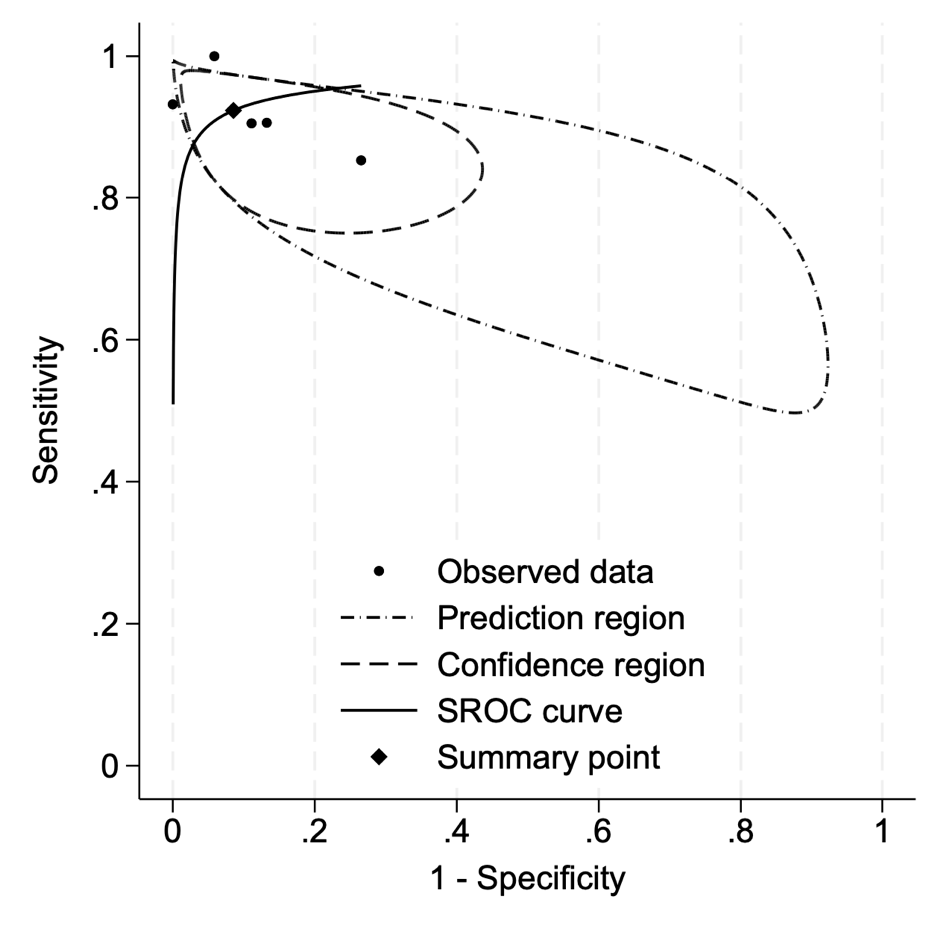 1
.8
.6
.4
.2
0
Sensitivity
Observed data
Prediction region
Confidence region
SROC curve
Summary point
0 .2 .4 .6 .8 1
1 - Specificity